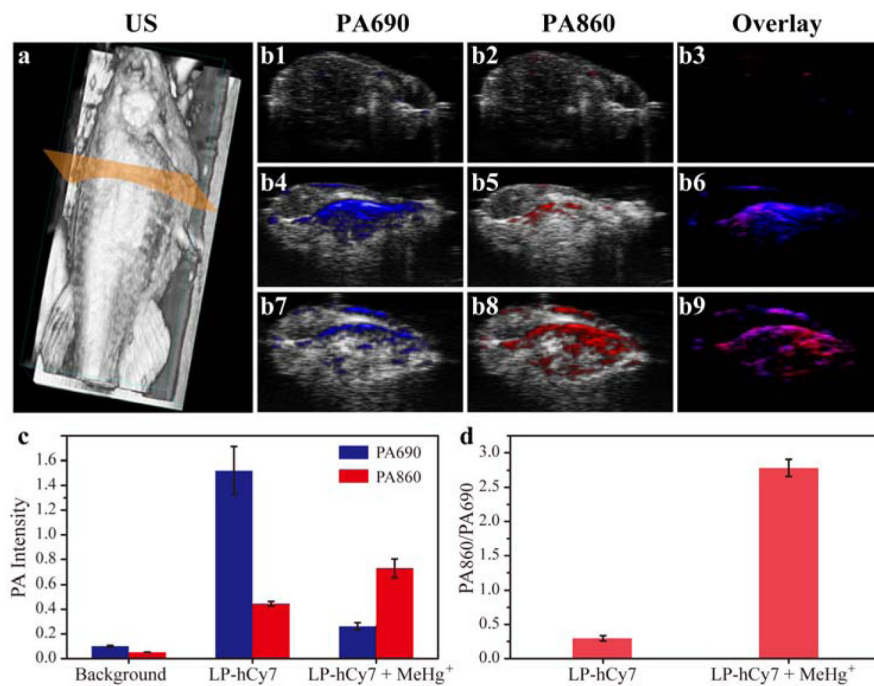 US PA690 PA860 Overlay
a b1 b2 b3
b4 b5 b6
b7 b8 b9
c
PA Intensity
1.6
1.4
1.2
1.0
0.8
0.6
0.4
0.2
0.0
PA690
PA860
Background LP-hCy7 LP-hCy7 + MeHg⁺
d
PA860/PA690
3.0
2.5
2.0
1.5
1.0
0.5
0.0
LP-hCy7 LP-hCy7 + MeHg⁺